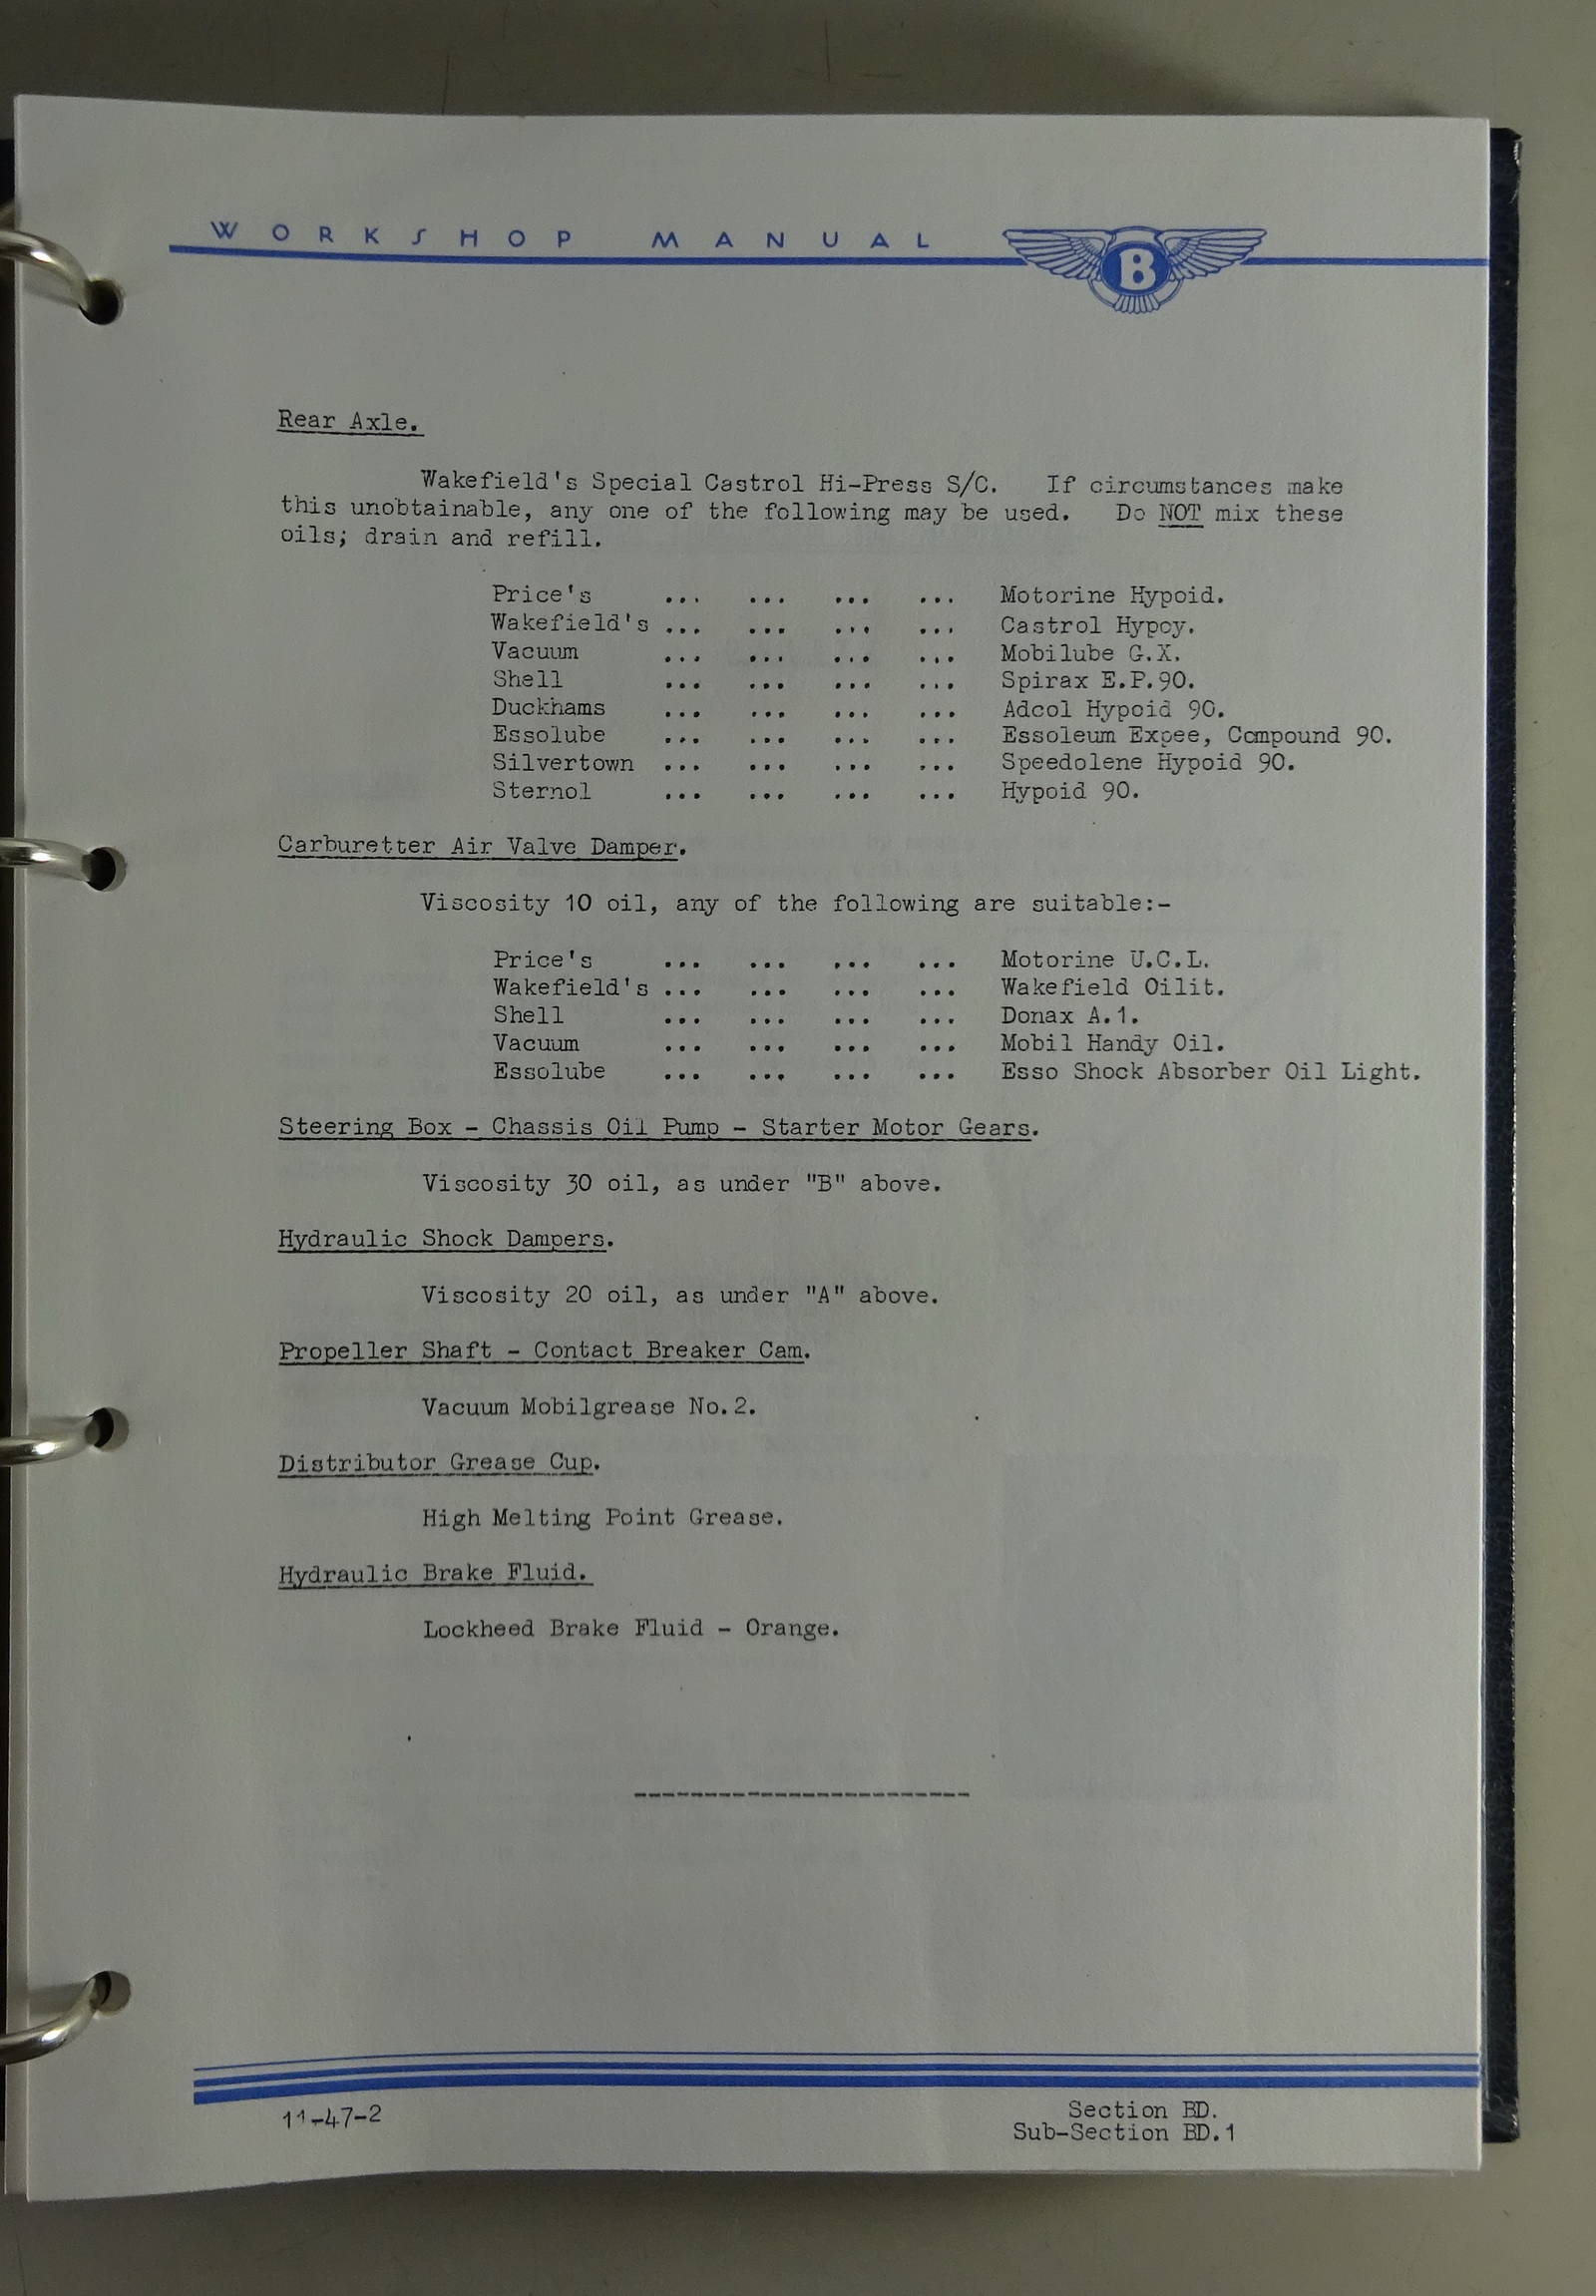 WORKSHOP MANUAL
B
Rear Axle.
Wakefield's Special Castrol Hi-Press S/C. If circumstances make
this unobtainable, any one of the following may be used. Do NOT mix these
oils; drain and refill.
Price's ... ... ... ... Motorine Hypoid.
Wakefield's ... ... ... ... Castrol Hypoy.
Vacuum ... ... ... ... Mobilube G.X.
Shell ... ... ... ... Spirax E.P.90.
Duckhams ... ... ... ... Adcol Hypoid 90.
Essolube ... ... ... ... Essoleum Expee, Compound 90.
Silvertown ... ... ... ... Speedolene Hypoid 90.
Sternol ... ... ... ... Hypoid 90.
Carburetter Air Valve Damper.
Viscosity 10 oil, any of the following are suitable:-
Price's ... ... ... ... Motorine U.C.L.
Wakefield's ... ... ... ... Wakefield Oilit.
Shell ... ... ... ... Donax A.1.
Vacuum ... ... ... ... Mobil Handy Oil.
Essolube ... ... ... ... Esso Shock Absorber Oil Light.
Steering Box - Chassis Oil Pump - Starter Motor Gears.
Viscosity 30 oil, as under "B" above.
Hydraulic Shock Dampers.
Viscosity 20 oil, as under "A" above.
Propeller Shaft - Contact Breaker Cam.
Vacuum Mobilgrease No.2.
Distributor Grease Cup.
High Melting Point Grease.
Hydraulic Brake Fluid.
Lockheed Brake Fluid - Orange.
------------------------
11-47-2
Section BD.
Sub-Section BD.1